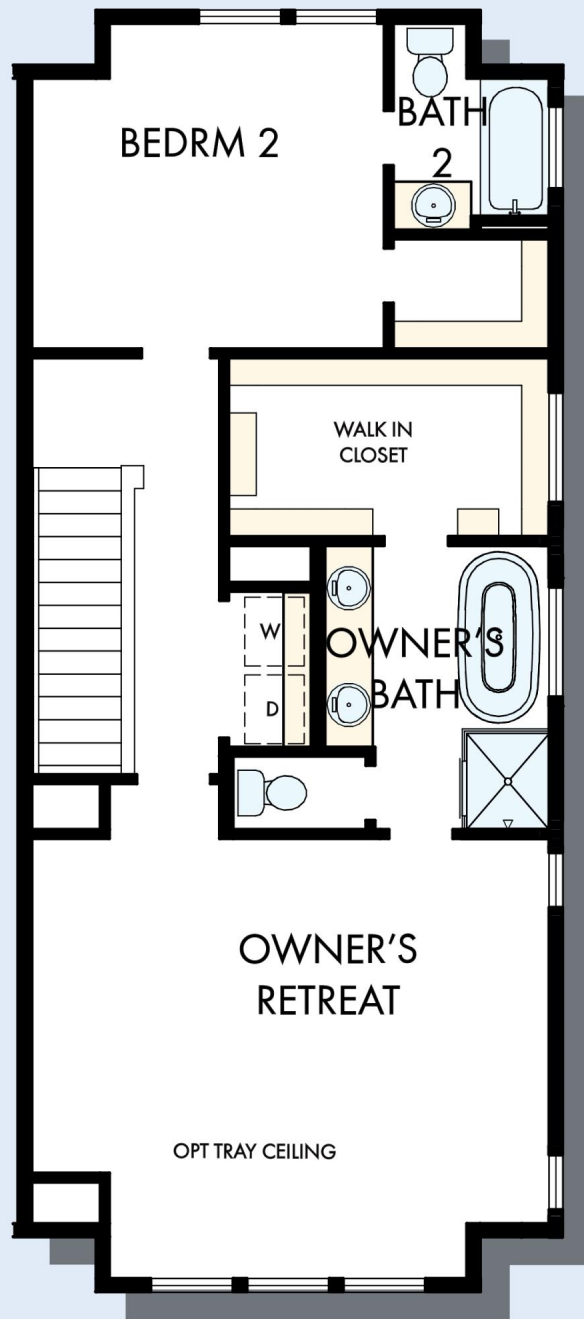 BEDRM 2
BATH
2
WALK IN
CLOSET
W
D
OWNER'S
BATH
OWNER'S
RETREAT
OPT TRAY CEILING